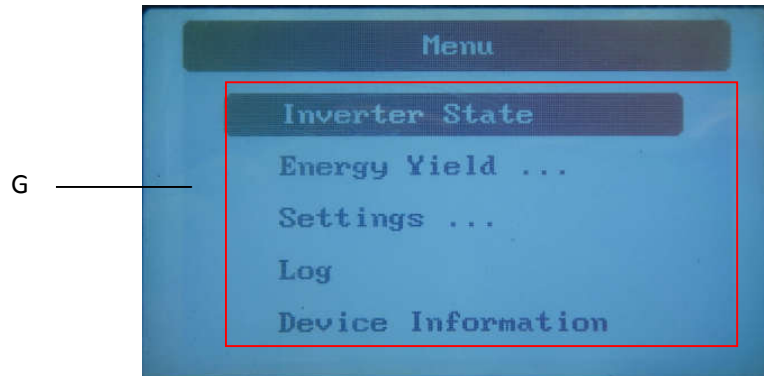 Menu
Inverter State
Energy Yield ...
G
Settings ...
Log
Device Information